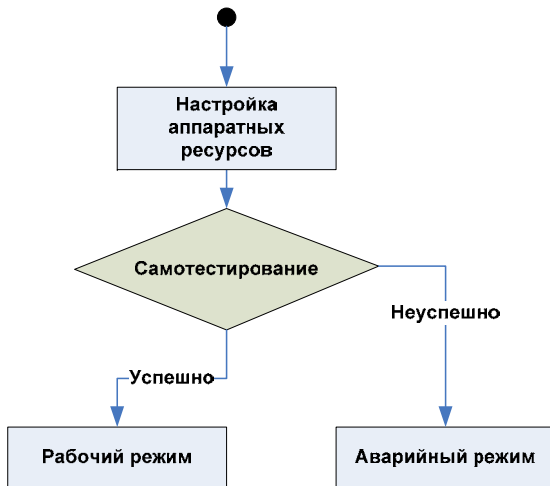 Настройка
аппаратных
ресурсов
Самотестирование
Неуспешно
Успешно
Рабочий режим
Аварийный режим